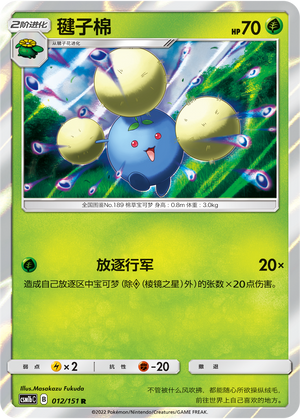 2阶进化
毽子棉
HP70
从毽子花进化
全国图鉴No.189 棉草宝可梦 身高：0.8m 体重：3.0kg
放逐行军 20×
造成自己放逐区中宝可梦（除◇（棱镜之星）外）的张数×20点伤害。
弱点 ×2 抗性 -20 撤退
Illus.Masakazu Fukuda
不管被什么风吹拂，都能随心所欲操纵绒毛，
前往世界上自己喜欢的地方。
csm1bC B 012/151 R
©2022 Pokémon/Nintendo/Creatures/GAME FREAK.